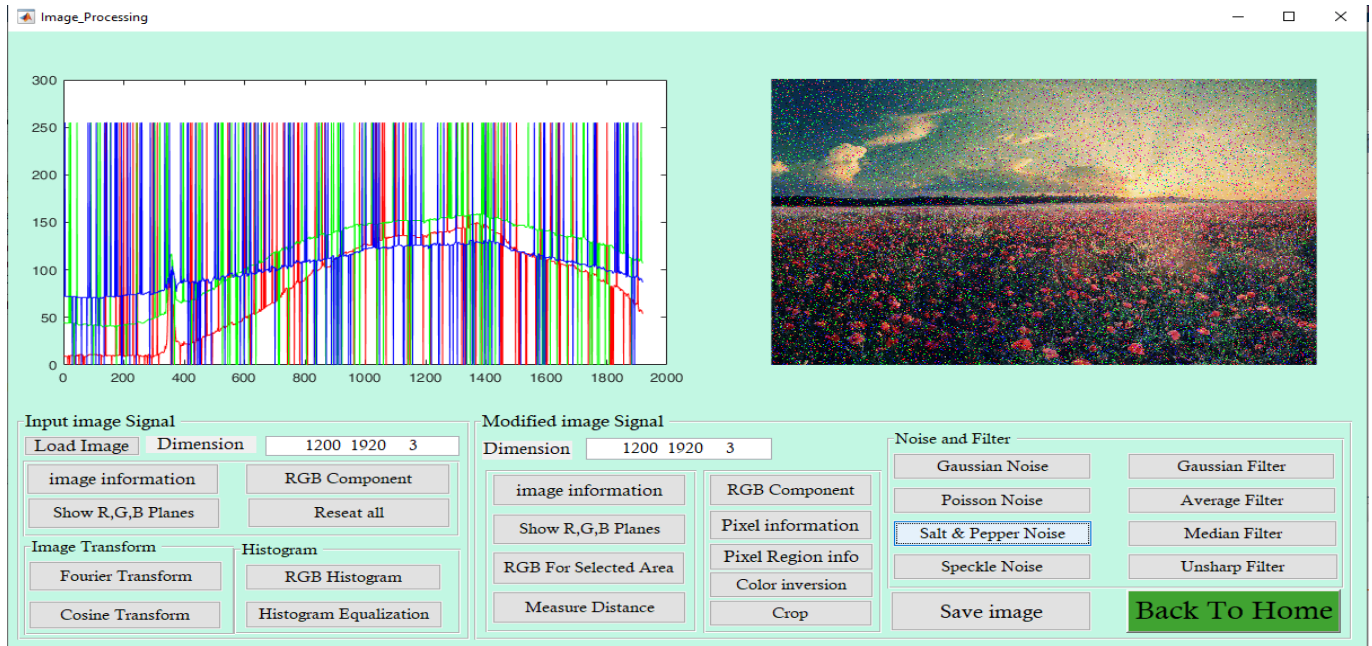 Image_Processing
300
250
200
150
100
50
0
0 200 400 600 800 1000 1200 1400 1600 1800 2000
Input image Signal
Load Image Dimension 1200 1920 3
image information RGB Component
Show R,G,B Planes Reseat all
Image Transform
Fourier Transform
Cosine Transform
Histogram
RGB Histogram
Histogram Equalization
Modified image Signal
Dimension 1200 1920 3
image information
Show R,G,B Planes
RGB For Selected Area
Measure Distance
RGB Component
Pixel information
Pixel Region info
Color inversion
Crop
Noise and Filter
Gaussian Noise Gaussian Filter
Poisson Noise Average Filter
Salt & Pepper Noise Median Filter
Speckle Noise Unsharp Filter
Save image Back To Home